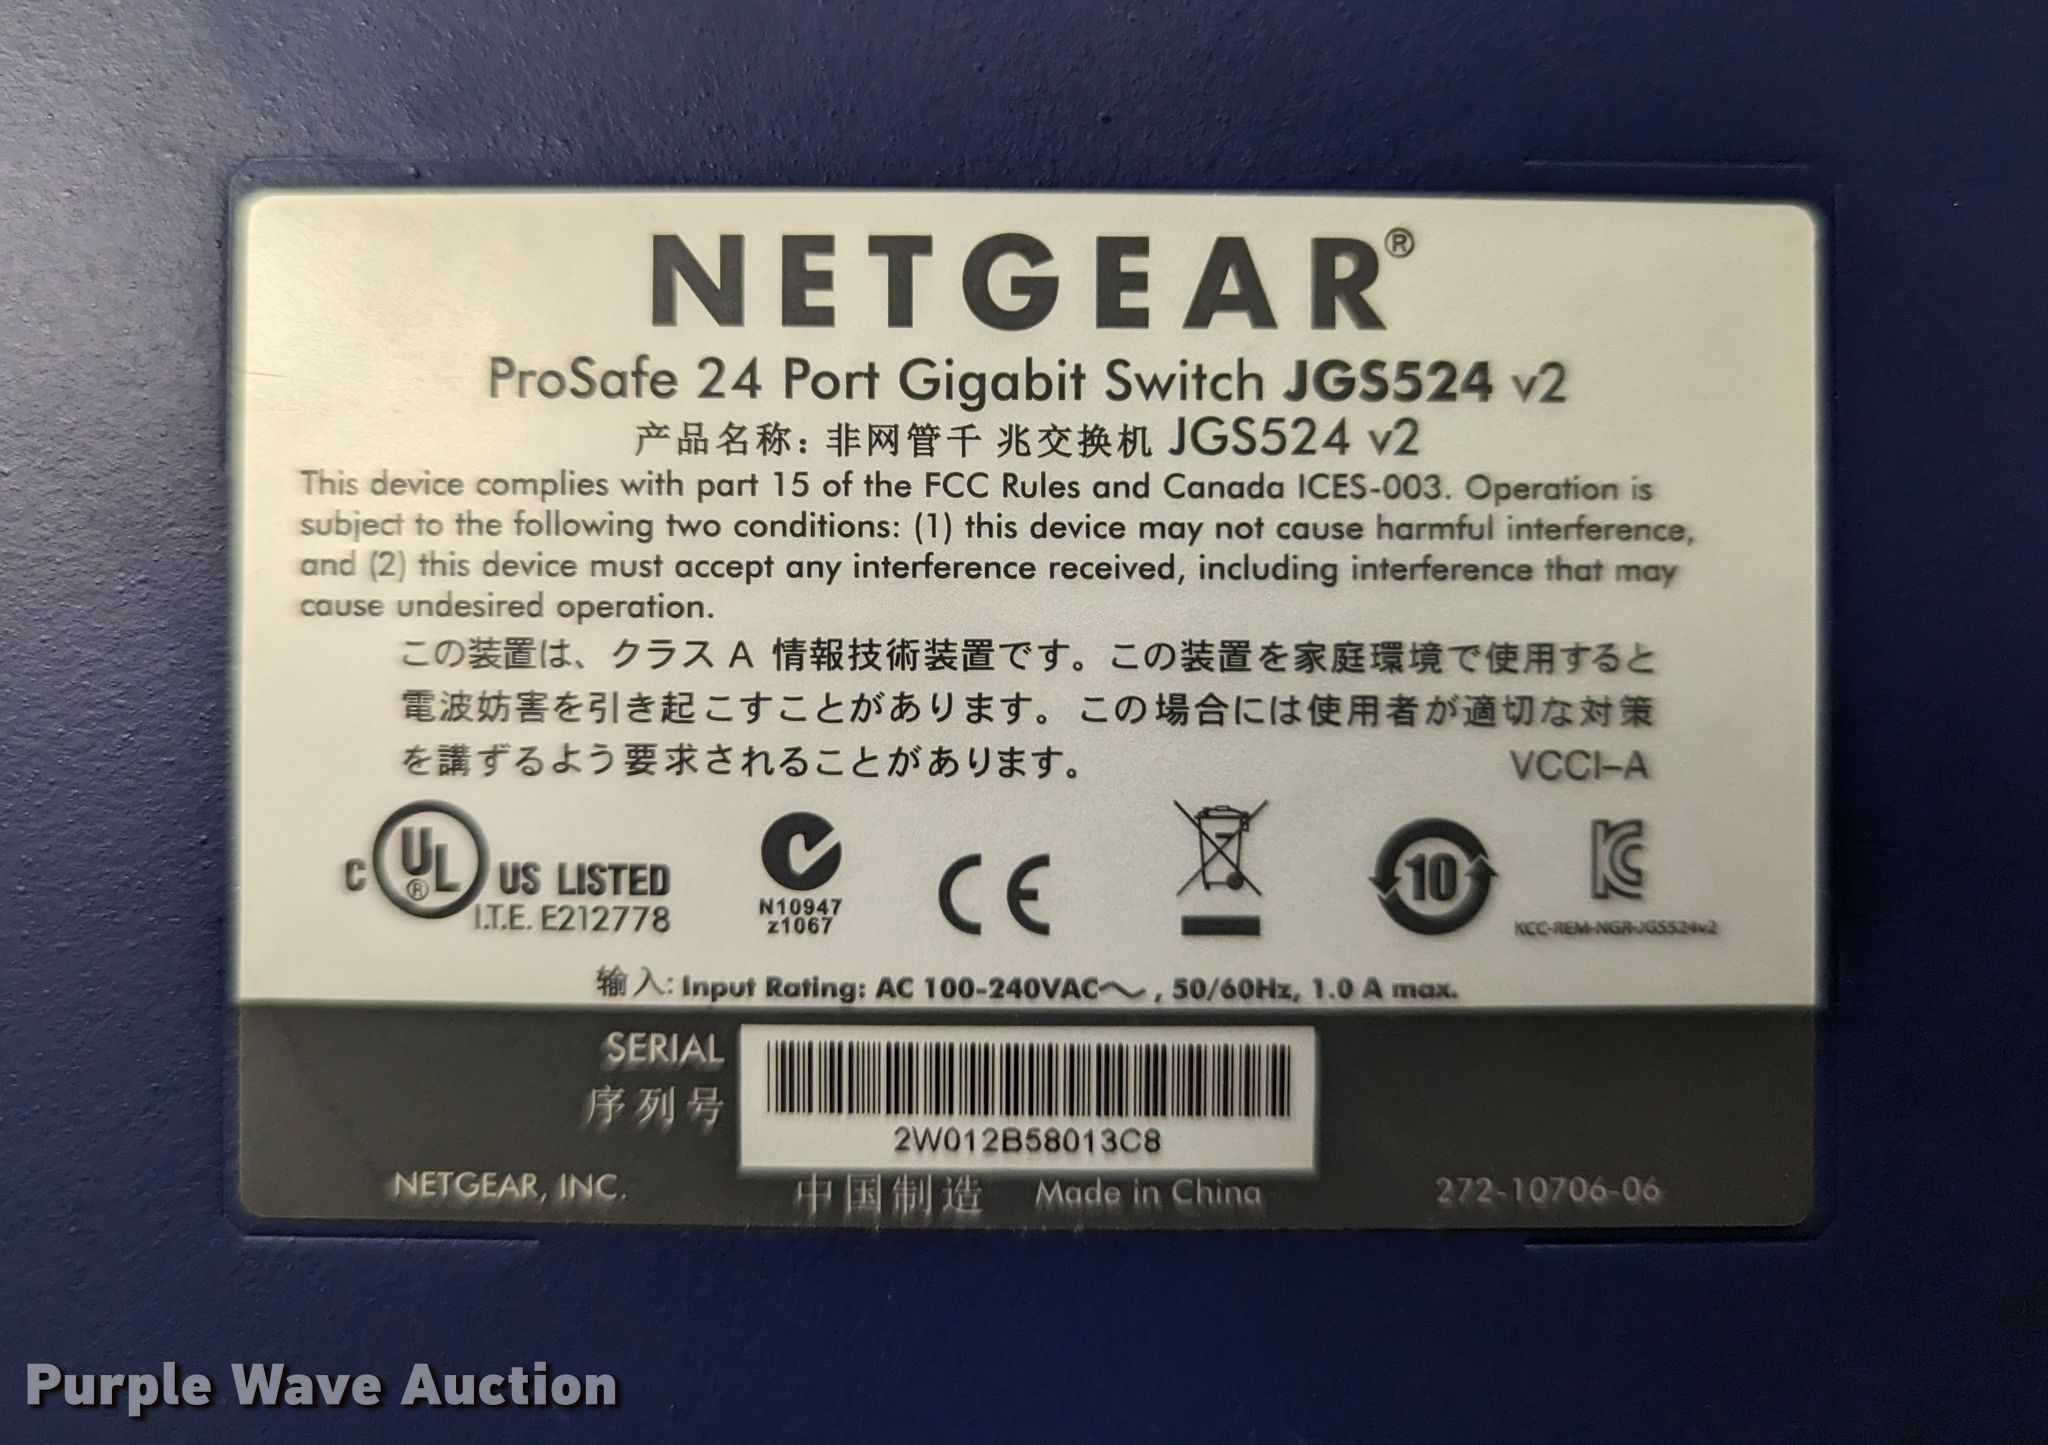 NETGEAR®
ProSafe 24 Port Gigabit Switch JGS524 v2
产品名称: 非网管千 兆交换机 JGS524 v2
This device complies with part 15 of the FCC Rules and Canada ICES-003. Operation is
subject to the following two conditions: (1) this device may not cause harmful interference,
and (2) this device must accept any interference received, including interference that may
cause undesired operation.
この装置は、クラス A 情報技術装置です。この装置を家庭環境で使用すると
電波妨害を引き起こすことがあります。この場合には使用者が適切な対策
を講ずるよう要求されることがあります。 VCCI-A
C UL® US LISTED
I.T.E. E212778
N10947
z1067
CE
10
KCC-REM-NGR-JGS524v2
输入: Input Rating: AC 100-240VAC～, 50/60Hz, 1.0 A max.
SERIAL
序列号
2W012B58013C8
NETGEAR, INC. 中国制造 Made in China 272-10706-06
Purple Wave Auction